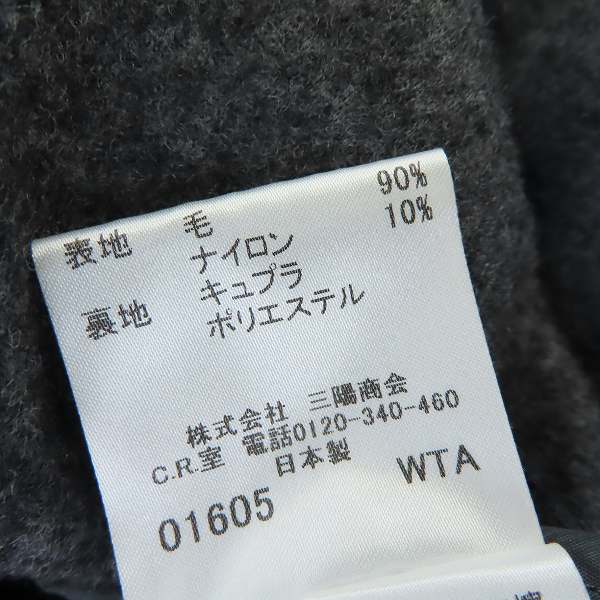 表地 毛 90%
ナイロン 10%
裏地 キュプラ
ポリエステル
株式会社 三陽商会
C.R.室 電話0120-340-460
日本製 WTA
01605